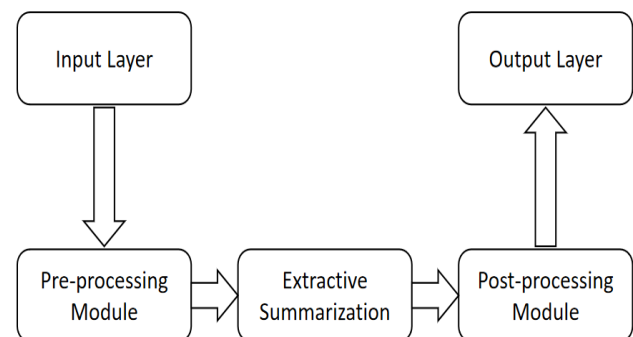 Input Layer
Output Layer
Pre-processing
Module
Extractive
Summarization
Post-processing
Module